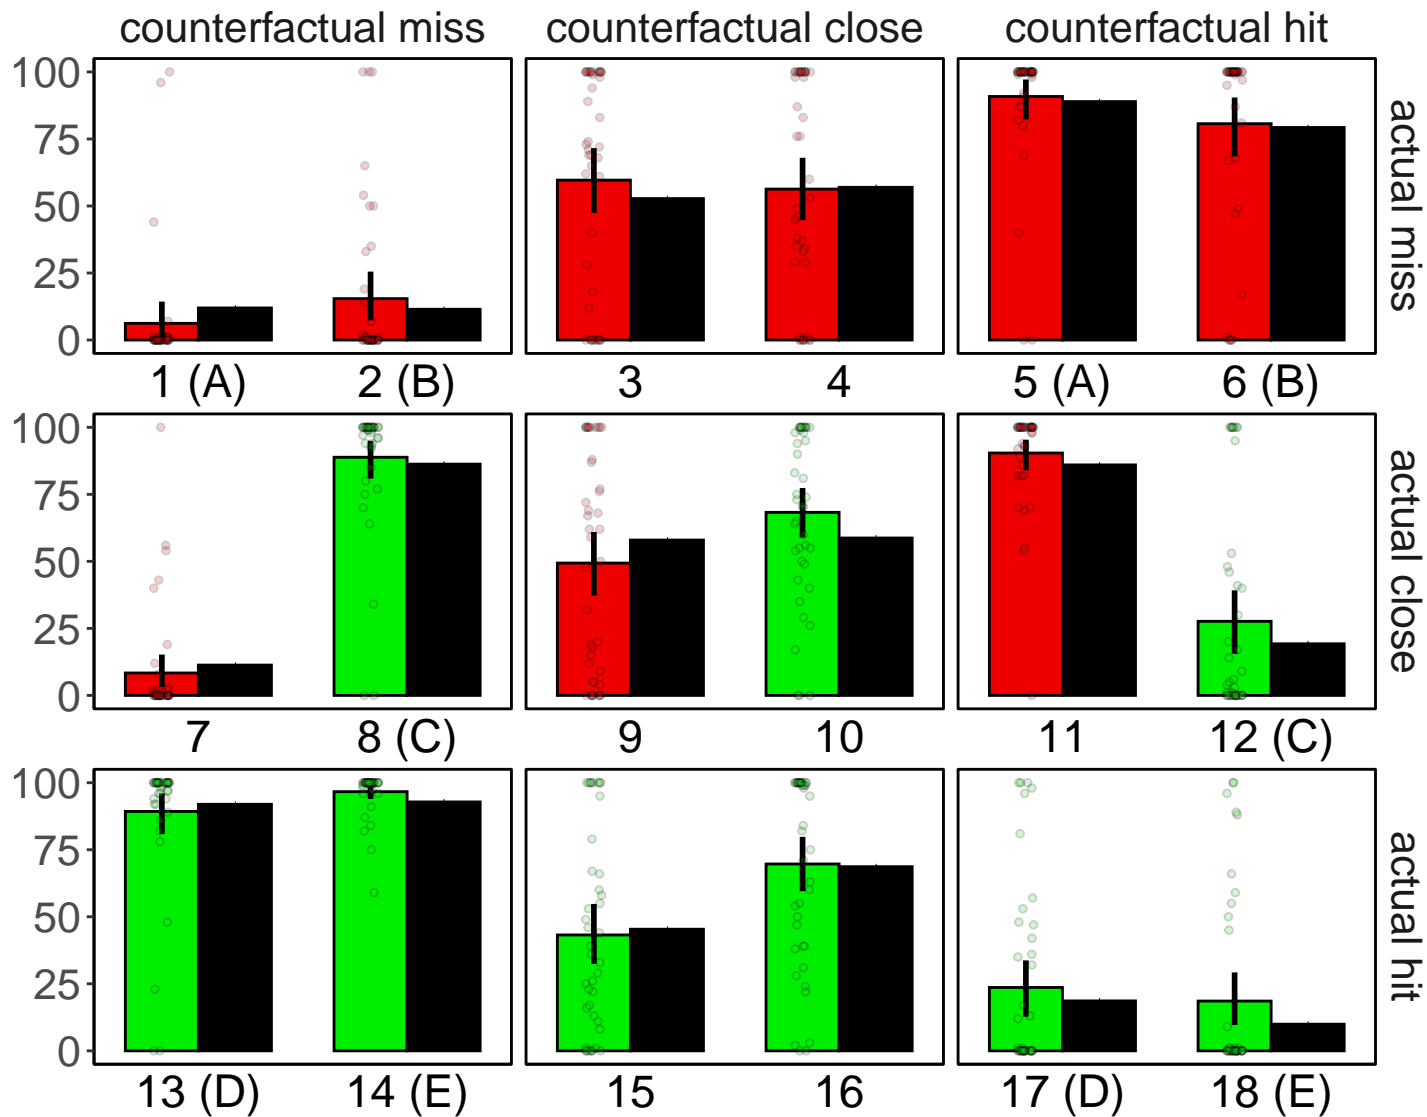 counterfactual miss counterfactual close counterfactual hit
100
75
50
25
0
actual miss
1 (A) 2 (B) 3 4 5 (A) 6 (B)
100
75
50
25
0
actual close
7 8 (C) 9 10 11 12 (C)
100
75
50
25
0
actual hit
13 (D) 14 (E) 15 16 17 (D) 18 (E)